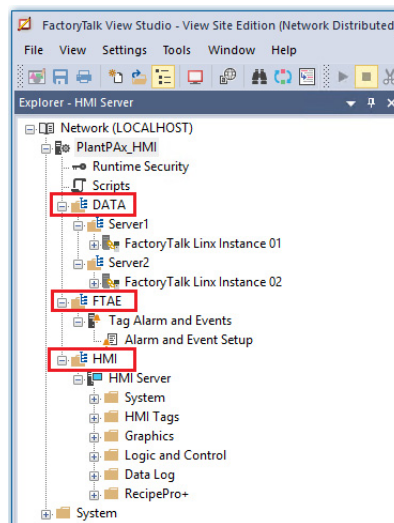 FactoryTalk View Studio - View Site Edition (Network Distributed
File View Settings Tools Window Help
Explorer - HMI Server
Network (LOCALHOST)
PlantPAx_HMI
Runtime Security
Scripts
DATA
Server1
FactoryTalk Linx Instance 01
Server2
FactoryTalk Linx Instance 02
FTAE
Tag Alarm and Events
Alarm and Event Setup
HMI
HMI Server
System
HMI Tags
Graphics
Logic and Control
Data Log
RecipePro+
System